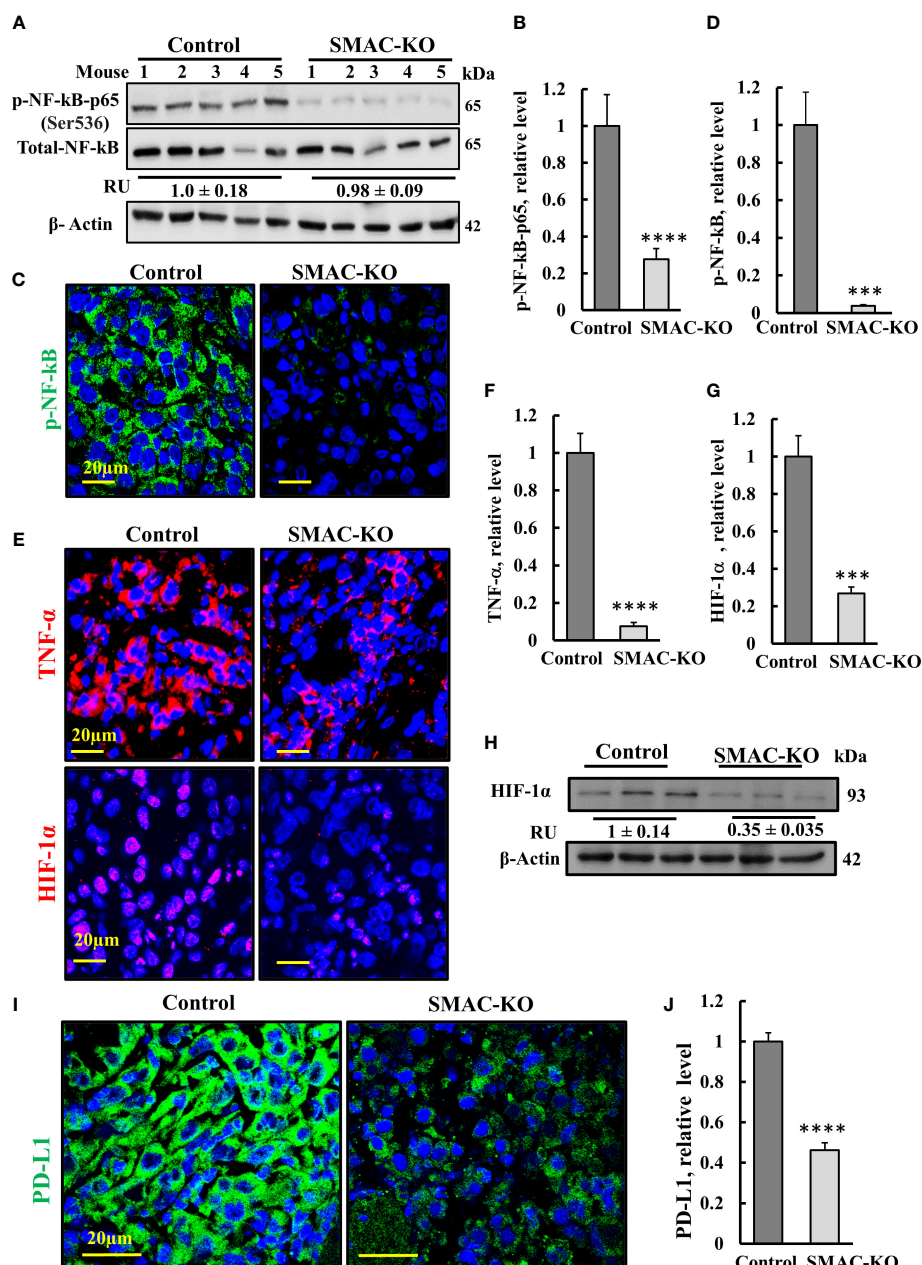 A
Control SMAC-KO
Mouse 1 2 3 4 5 1 2 3 4 5 kDa
p-NF-kB-p65 65
(Ser536)
Total-NF-kB 65
RU 1.0 ± 0.18 0.98 ± 0.09
β- Actin 42
B
p-NF-kB-p65, relative level
1.2
1
0.8
0.6
0.4
0.2
0
****
Control SMAC-KO
D
p-NF-kB, relative level
1.2
1
0.8
0.6
0.4
0.2
0
***
Control SMAC-KO
C
Control SMAC-KO
p-NF-kB
20µm
E
Control SMAC-KO
TNF-α
20µm
HIF-1α
20µm
F
TNF-α, relative level
1.2
1
0.8
0.6
0.4
0.2
0
****
Control SMAC-KO
G
HIF-1α , relative level
1.2
1
0.8
0.6
0.4
0.2
0
***
Control SMAC-KO
H
Control SMAC-KO kDa
HIF-1α 93
RU 1 ± 0.14 0.35 ± 0.035
β-Actin 42
I
Control SMAC-KO
PD-L1
20µm
J
PD-L1, relative level
1.2
1
0.8
0.6
0.4
0.2
0
****
Control SMAC-KO